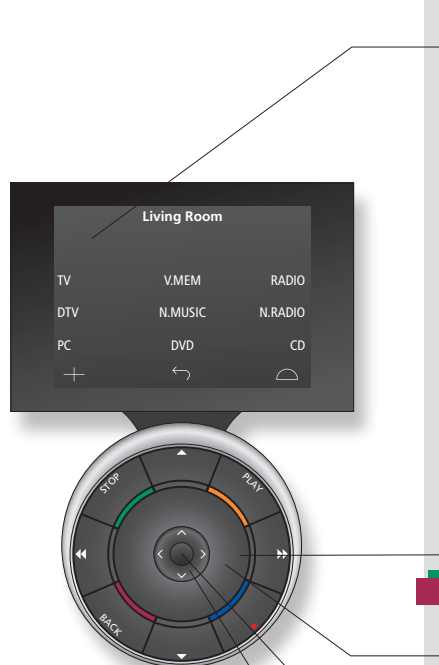 Living Room
TV V.MEM RADIO
DTV N.MUSIC N.RADIO
PC DVD CD
STOP PLAY
BACK